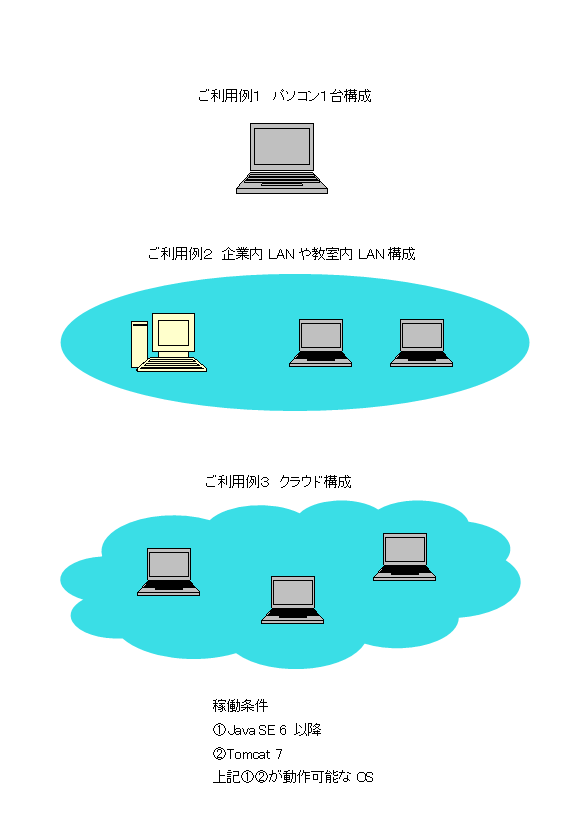 ご利用例１　パソコン１台構成
ご利用例２　企業内 LAN や教室内 LAN 構成
ご利用例３　クラウド構成
稼働条件
①Java SE 6 以降
②Tomcat 7
上記①②が動作可能な OS